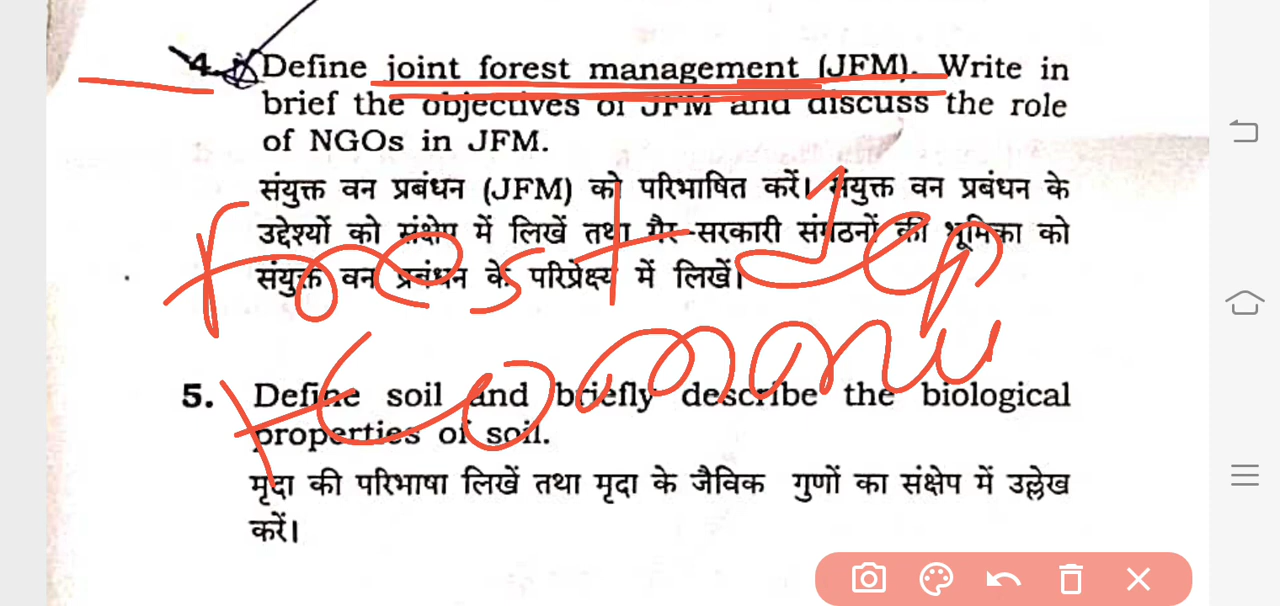 4. Define joint forest management (JFM). Write in
brief the objectives of JFM and discuss the role
of NGOs in JFM.
संयुक्त वन प्रबंधन (JFM) को परिभाषित करें। संयुक्त वन प्रबंधन के
उद्देश्यों को संक्षेप में लिखें तथा गैर-सरकारी संगठनों की भूमिका को
संयुक्त वन प्रबंधन के परिप्रेक्ष्य में लिखें।
Forest Dep
+ Commu
5. Define soil and briefly describe the biological
properties of soil.
मृदा की परिभाषा लिखें तथा मृदा के जैविक गुणों का संक्षेप में उल्लेख
करें।